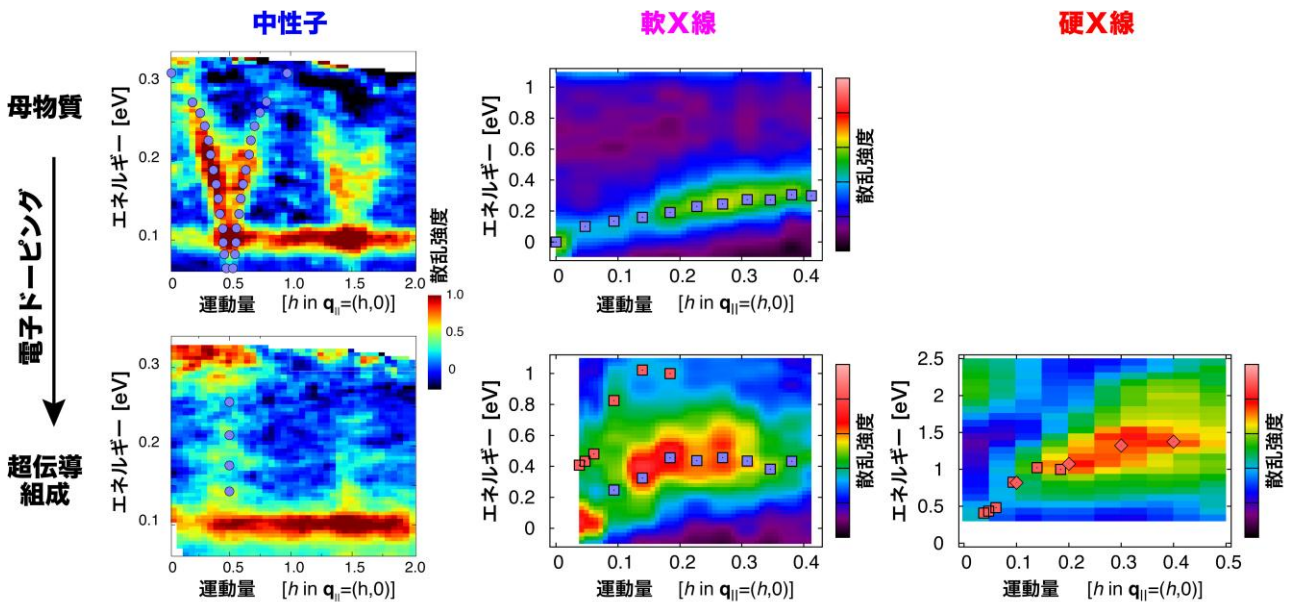 中性子
軟X線
硬X線
母物質
電子ドーピング
超伝導
組成
エネルギー [eV]
0.3
0.2
0.1
0 0.5 1.0 1.5 2.0
運動量 [h in q||=(h,0)]
エネルギー [eV]
1
0.8
0.6
0.4
0.2
0
0 0.1 0.2 0.3 0.4
運動量 [h in q||=(h,0)]
散乱強度
散乱強度
1.0
0.5
0
エネルギー [eV]
0.3
0.2
0.1
0 0.5 1.0 1.5 2.0
運動量 [h in q||=(h,0)]
エネルギー [eV]
1
0.8
0.6
0.4
0.2
0
0 0.1 0.2 0.3 0.4
運動量 [h in q||=(h,0)]
散乱強度
エネルギー [eV]
2.5
2
1.5
1
0.5
0
0 0.1 0.2 0.3 0.4 0.5
運動量 [h in q||=(h,0)]
散乱強度